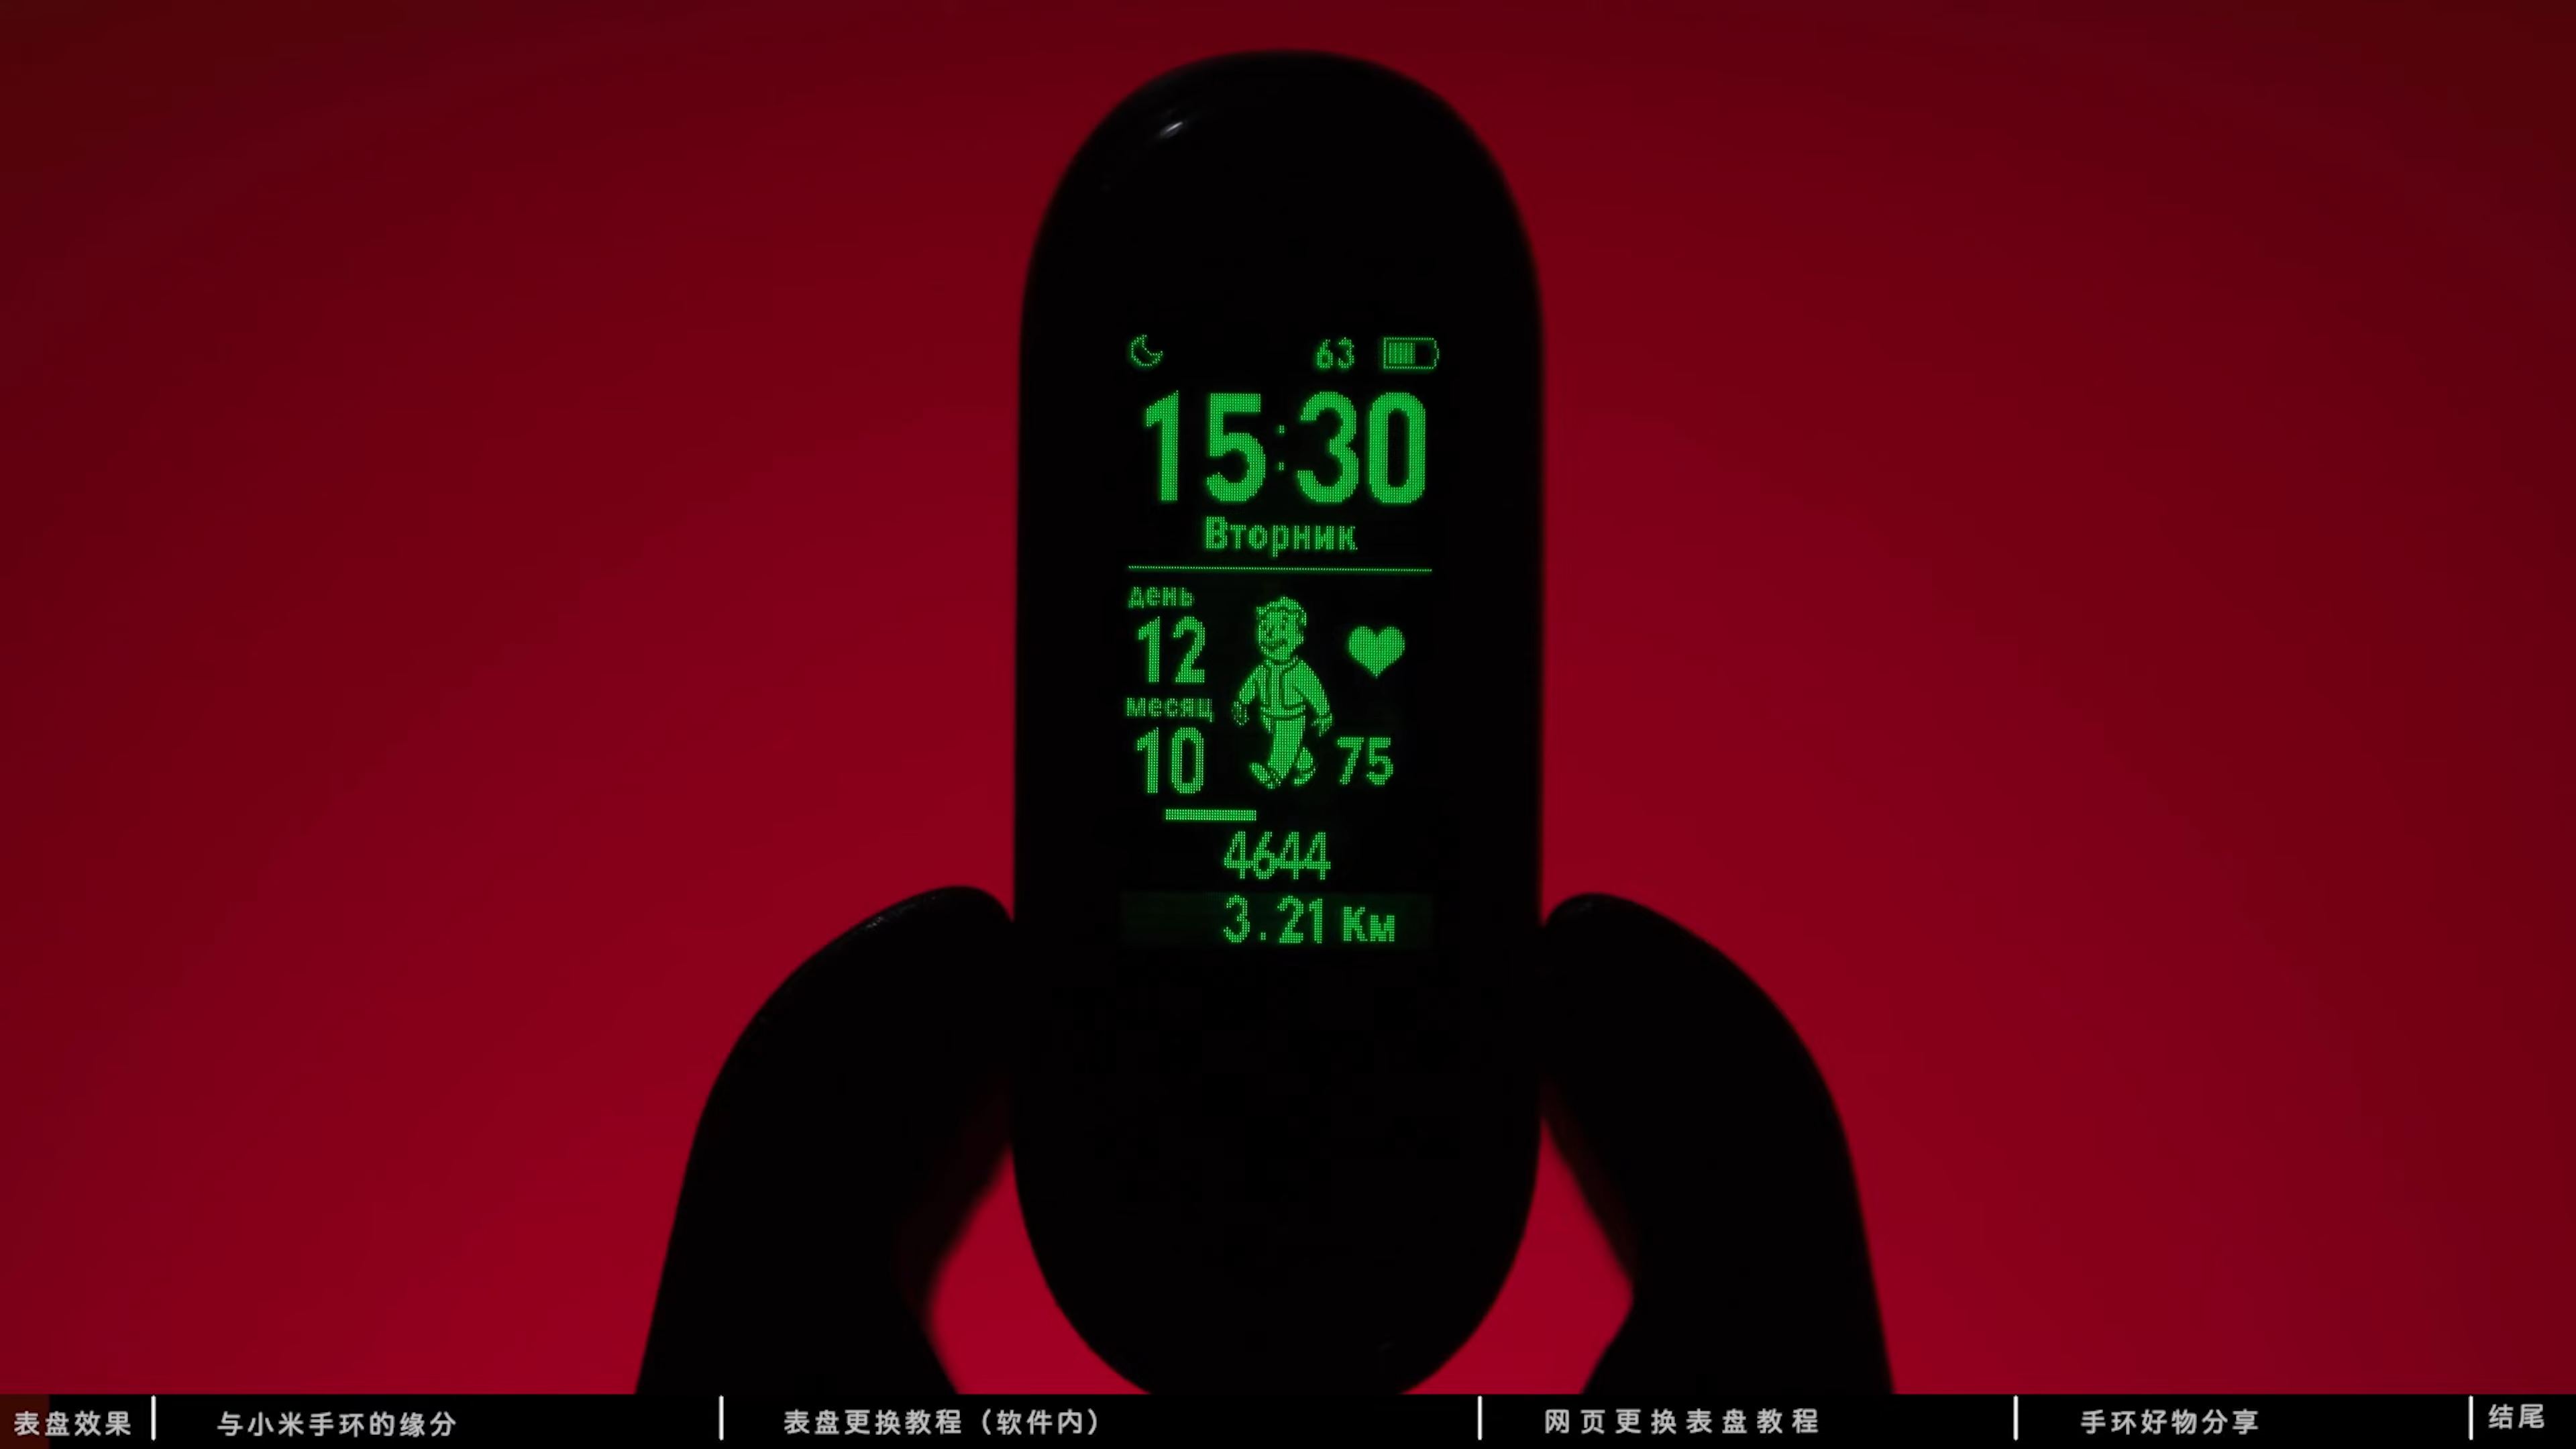 63
15:30
Вторник
день
12
месяц
10
75
4644
3.21 Км
表盘效果
与小米手环的缘分
表盘更换教程（软件内）
网页更换表盘教程
手环好物分享
结尾